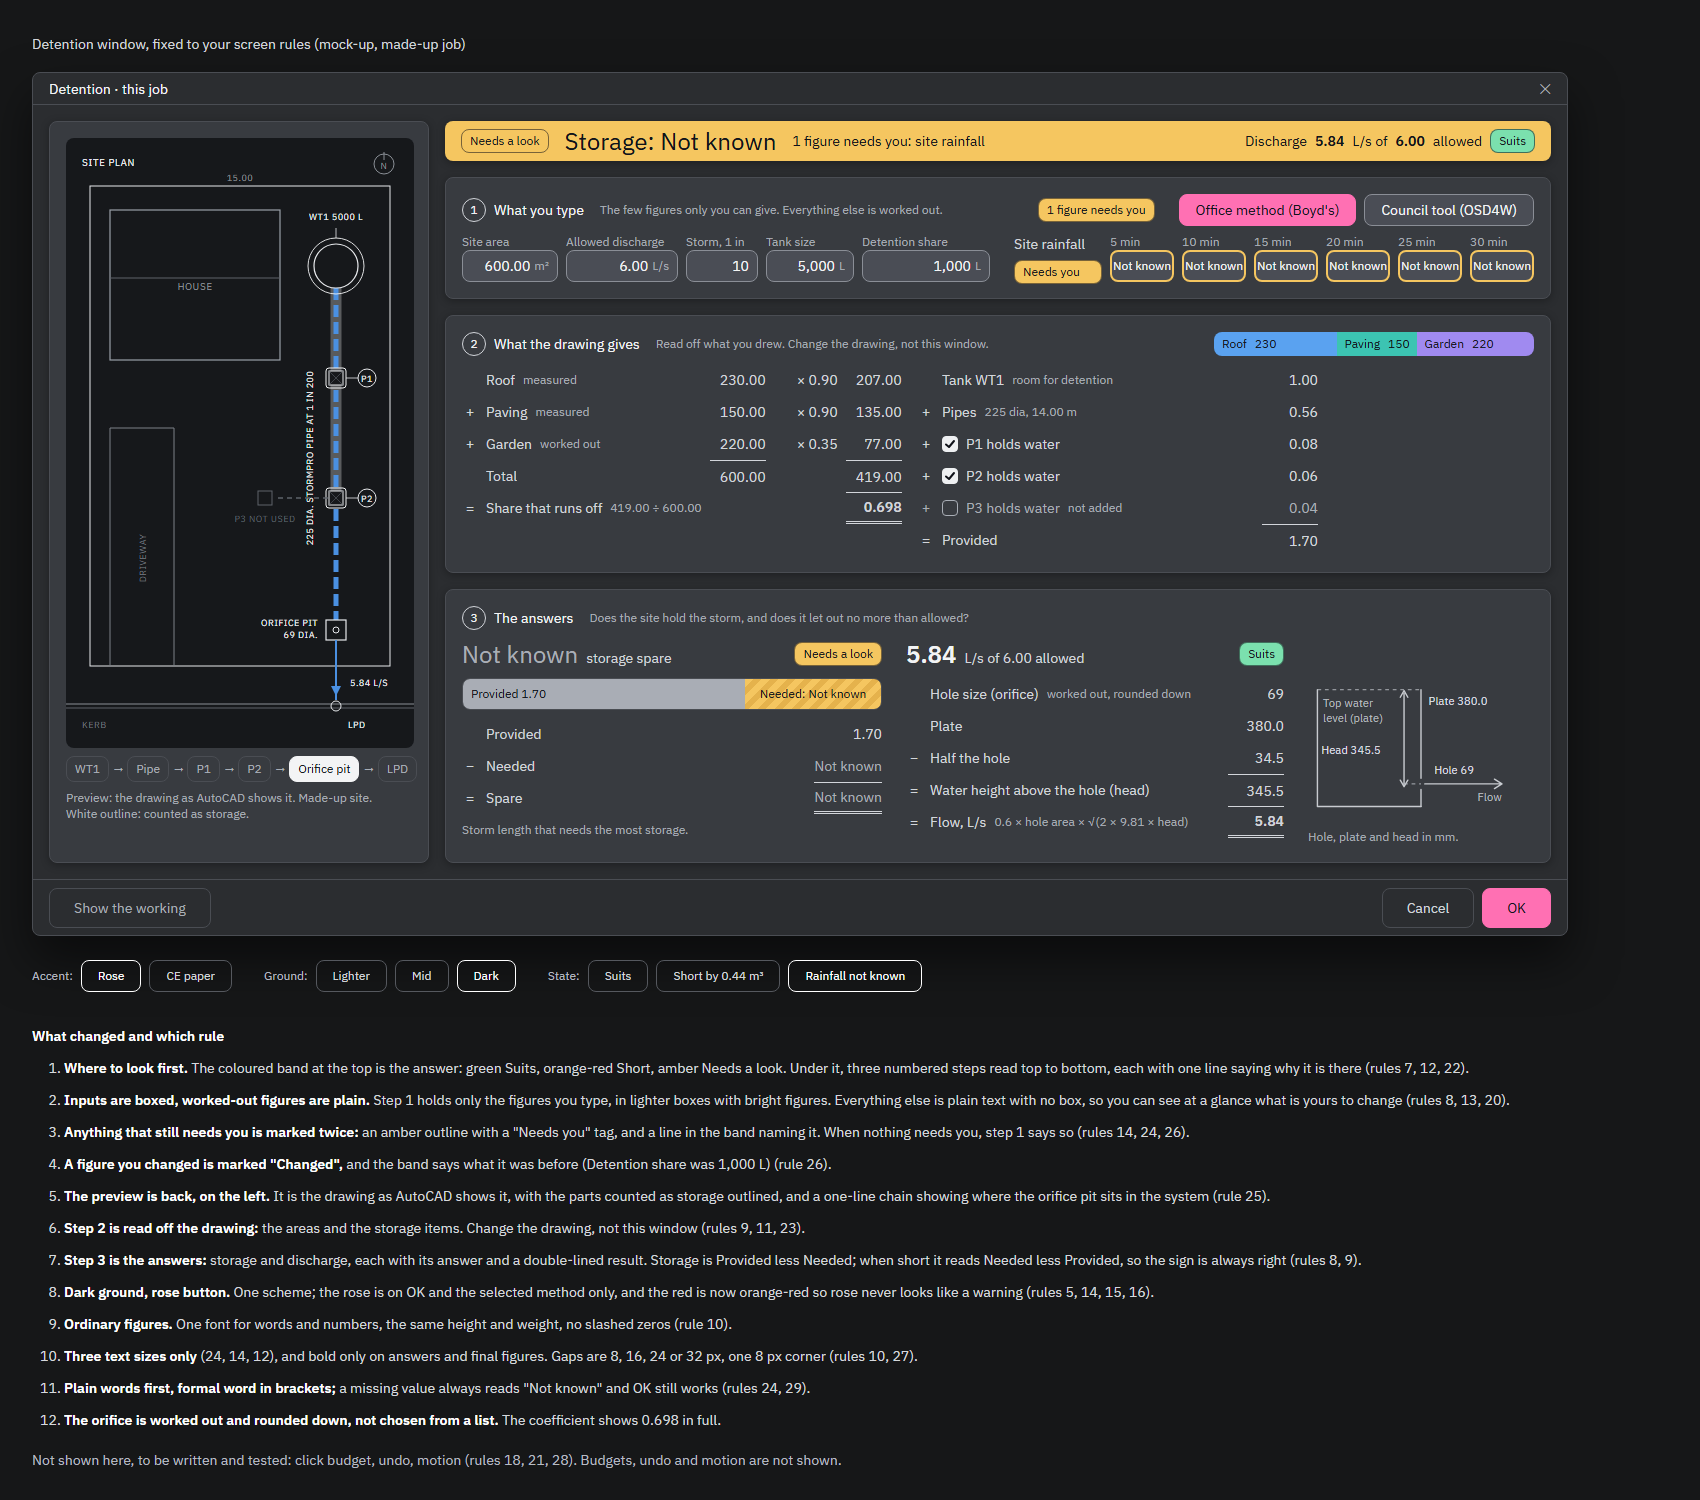 Detention window, fixed to your screen rules (mock-up, made-up job)
Detention · this job
SITE PLAN
N
15.00
WT1 5000 L
HOUSE
P1
225 DIA. STORMPRO PIPE AT 1 IN 200
P2
P3 NOT USED
DRIVEWAY
ORIFICE PIT
69 DIA.
5.84 L/S
KERB
LPD
WT1 → Pipe → P1 → P2 → Orifice pit → LPD
Preview: the drawing as AutoCAD shows it. Made-up site.
White outline: counted as storage.
Needs a look Storage: Not known 1 figure needs you: site rainfall Discharge 5.84 L/s of 6.00 allowed Suits
1 What you type The few figures only you can give. Everything else is worked out. 1 figure needs you Office method (Boyd's) Council tool (OSD4W)
Site area Allowed discharge Storm, 1 in Tank size Detention share Site rainfall 5 min 10 min 15 min 20 min 25 min 30 min
600.00 m² 6.00 L/s 10 5,000 L 1,000 L Needs you Not known Not known Not known Not known Not known Not known
2 What the drawing gives Read off what you drew. Change the drawing, not this window. Roof 230 Paving 150 Garden 220
Roof measured 230.00 × 0.90 207.00 Tank WT1 room for detention 1.00
+ Paving measured 150.00 × 0.90 135.00 + Pipes 225 dia, 14.00 m 0.56
+ Garden worked out 220.00 × 0.35 77.00 + P1 holds water 0.08
Total 600.00 419.00 + P2 holds water 0.06
= Share that runs off 419.00 ÷ 600.00 0.698 + P3 holds water not added 0.04
= Provided 1.70
3 The answers Does the site hold the storm, and does it let out no more than allowed?
Not known storage spare Needs a look 5.84 L/s of 6.00 allowed Suits
Provided 1.70 Needed: Not known
Provided 1.70
− Needed Not known
= Spare Not known
Storm length that needs the most storage.
Hole size (orifice) worked out, rounded down 69
Plate 380.0
− Half the hole 34.5
= Water height above the hole (head) 345.5
= Flow, L/s 0.6 × hole area × √(2 × 9.81 × head) 5.84
Top water
level (plate)
Plate 380.0
Head 345.5
Hole 69
Flow
Hole, plate and head in mm.
Show the working Cancel OK
Accent: Rose CE paper Ground: Lighter Mid Dark State: Suits Short by 0.44 m³ Rainfall not known
What changed and which rule
1. Where to look first. The coloured band at the top is the answer: green Suits, orange-red Short, amber Needs a look. Under it, three numbered steps read top to bottom, each with one line saying why it is there (rules 7, 12, 22).
2. Inputs are boxed, worked-out figures are plain. Step 1 holds only the figures you type, in lighter boxes with bright figures. Everything else is plain text with no box, so you can see at a glance what is yours to change (rules 8, 13, 20).
3. Anything that still needs you is marked twice: an amber outline with a "Needs you" tag, and a line in the band naming it. When nothing needs you, step 1 says so (rules 14, 24, 26).
4. A figure you changed is marked "Changed", and the band says what it was before (Detention share was 1,000 L) (rule 26).
5. The preview is back, on the left. It is the drawing as AutoCAD shows it, with the parts counted as storage outlined, and a one-line chain showing where the orifice pit sits in the system (rule 25).
6. Step 2 is read off the drawing: the areas and the storage items. Change the drawing, not this window (rules 9, 11, 23).
7. Step 3 is the answers: storage and discharge, each with its answer and a double-lined result. Storage is Provided less Needed; when short it reads Needed less Provided, so the sign is always right (rules 8, 9).
8. Dark ground, rose button. One scheme; the rose is on OK and the selected method only, and the red is now orange-red so rose never looks like a warning (rules 5, 14, 15, 16).
9. Ordinary figures. One font for words and numbers, the same height and weight, no slashed zeros (rule 10).
10. Three text sizes only (24, 14, 12), and bold only on answers and final figures. Gaps are 8, 16, 24 or 32 px, one 8 px corner (rules 10, 27).
11. Plain words first, formal word in brackets; a missing value always reads "Not known" and OK still works (rules 24, 29).
12. The orifice is worked out and rounded down, not chosen from a list. The coefficient shows 0.698 in full.
Not shown here, to be written and tested: click budget, undo, motion (rules 18, 21, 28). Budgets, undo and motion are not shown.